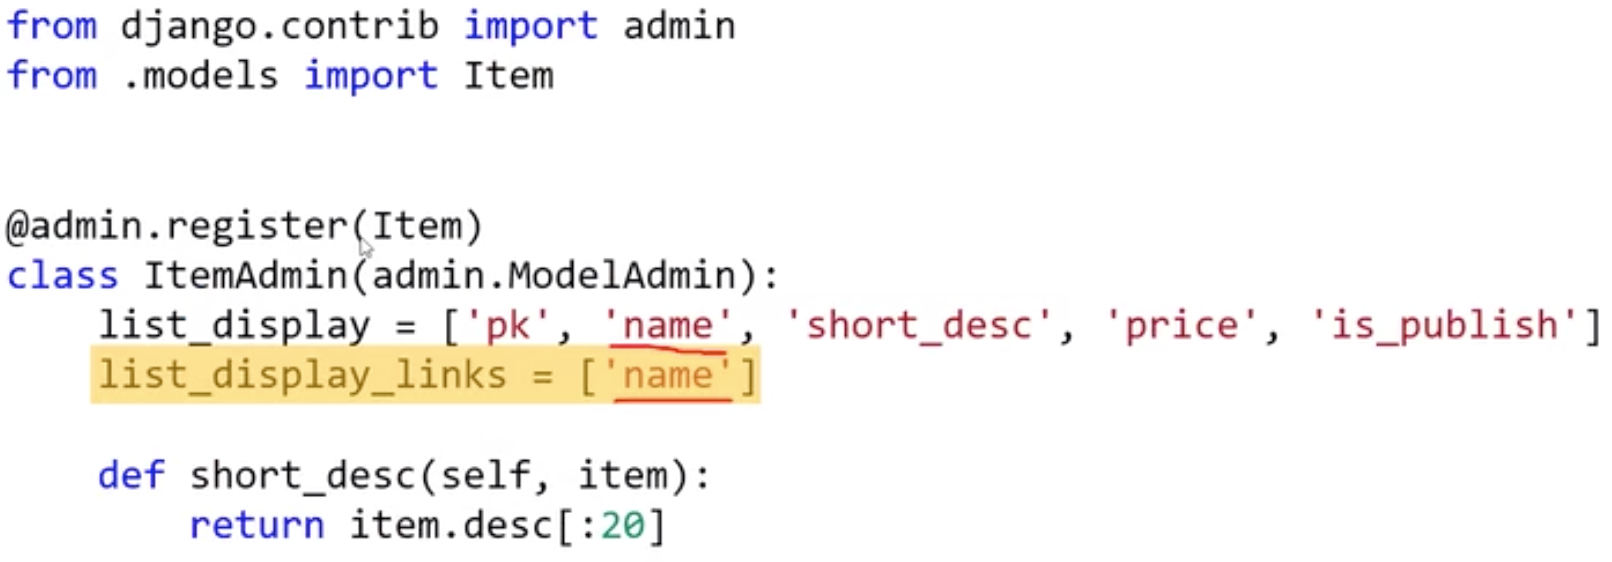 from django.contrib import admin
from .models import Item
@admin.register(Item)
class ItemAdmin(admin.ModelAdmin):
    list_display = ['pk', 'name', 'short_desc', 'price', 'is_publish']
    list_display_links = ['name']
    def short_desc(self, item):
        return item.desc[:20]